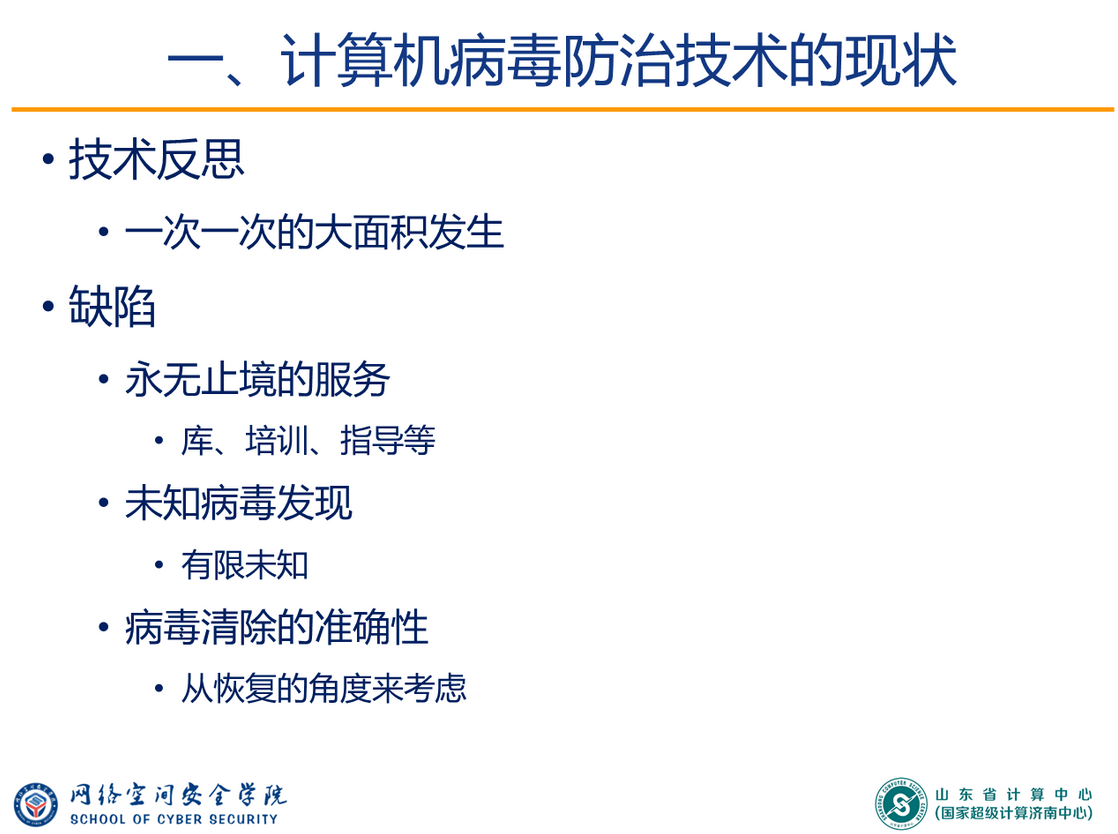 一、计算机病毒防治技术的现状
• 技术反思
• 一次一次的大面积发生
• 缺陷
• 永无止境的服务
• 库、培训、指导等
• 未知病毒发现
• 有限未知
• 病毒清除的准确性
• 从恢复的角度来考虑
网络空间安全学院
SCHOOL OF CYBER SECURITY
山东省计算中心
(国家超级计算济南中心)